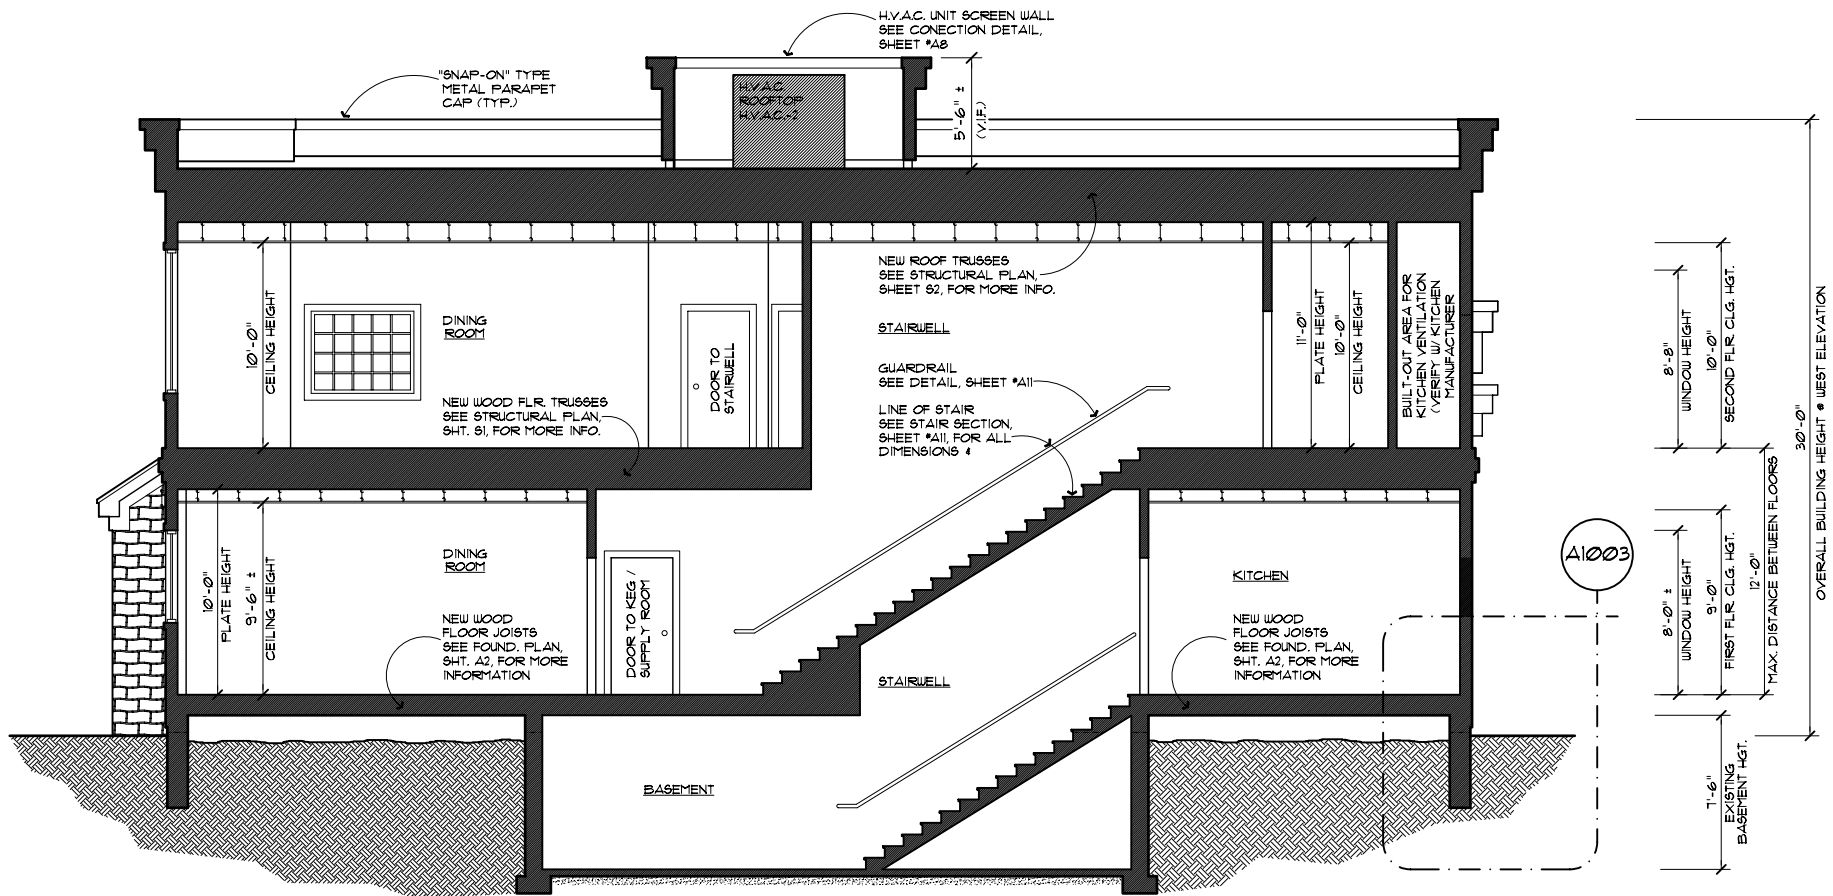 H.V.A.C. UNIT SCREEN WALL
SEE CONECTION DETAIL,
SHEET #A8
"SNAP-ON" TYPE
METAL PARAPET
CAP (TYP.)
H.V.A.C.
ROOFTOP
H.V.A.C.-2
5'-6" ±
(V.I.F.)
10'-0"
CEILING HEIGHT
DINING
ROOM
NEW WOOD FLR. TRUSSES
SEE STRUCTURAL PLAN,
SHT. S1, FOR MORE INFO.
DOOR TO
STAIRWELL
NEW ROOF TRUSSES
SEE STRUCTURAL PLAN,
SHEET S2, FOR MORE INFO.
STAIRWELL
GUARDRAIL
SEE DETAIL, SHEET #A11
LINE OF STAIR
SEE STAIR SECTION,
SHEET #A11, FOR ALL
DIMENSIONS &
11'-0"
PLATE HEIGHT
10'-0"
CEILING HEIGHT
BUILT-OUT AREA FOR
KITCHEN VENTILATION
(VERIFY W/ KITCHEN
MANUFACTURER
10'-0"
PLATE HEIGHT
9'-6" ±
CEILING HEIGHT
DINING
ROOM
NEW WOOD
FLOOR JOISTS
SEE FOUND. PLAN,
SHT. A2, FOR MORE
INFORMATION
DOOR TO KEG /
SUPPLY ROOM
STAIRWELL
KITCHEN
NEW WOOD
FLOOR JOISTS
SEE FOUND. PLAN,
SHT. A2, FOR MORE
INFORMATION
BASEMENT
A1003
8'-8"
WINDOW HEIGHT
10'-0"
SECOND FLR. CLG. HGT.
8'-0" ±
WINDOW HEIGHT
9'-0"
FIRST FLR. CLG. HGT.
12'-0"
MAX. DISTANCE BETWEEN FLOORS
30'-0"
OVERALL BUILDING HEIGHT @ WEST ELEVATION
7'-6"
EXISTING
BASEMENT HGT.